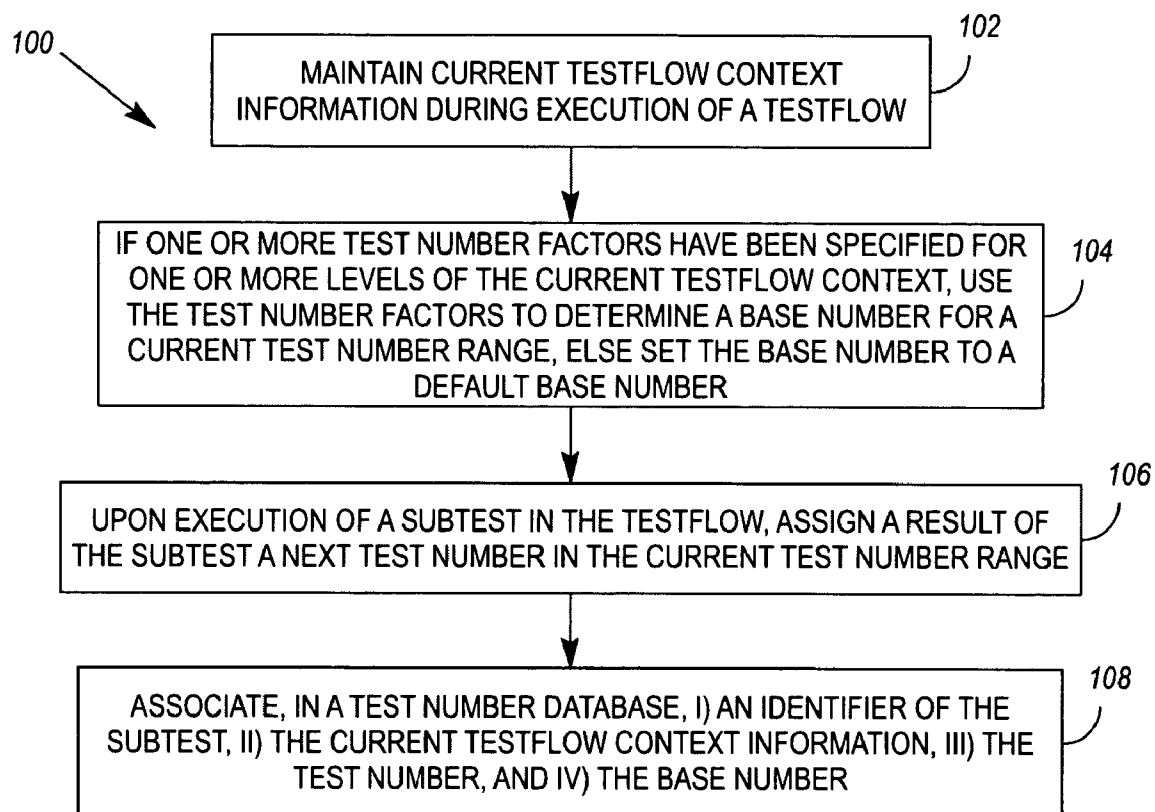 100
102
MAINTAIN CURRENT TESTFLOW CONTEXT
INFORMATION DURING EXECUTION OF A TESTFLOW
IF ONE OR MORE TEST NUMBER FACTORS HAVE BEEN SPECIFIED FOR
ONE OR MORE LEVELS OF THE CURRENT TESTFLOW CONTEXT, USE
THE TEST NUMBER FACTORS TO DETERMINE A BASE NUMBER FOR A
CURRENT TEST NUMBER RANGE, ELSE SET THE BASE NUMBER TO A
DEFAULT BASE NUMBER
104
106
UPON EXECUTION OF A SUBTEST IN THE TESTFLOW, ASSIGN A RESULT OF
THE SUBTEST A NEXT TEST NUMBER IN THE CURRENT TEST NUMBER RANGE
108
ASSOCIATE, IN A TEST NUMBER DATABASE, I) AN IDENTIFIER OF THE
SUBTEST, II) THE CURRENT TESTFLOW CONTEXT INFORMATION, III) THE
TEST NUMBER, AND IV) THE BASE NUMBER